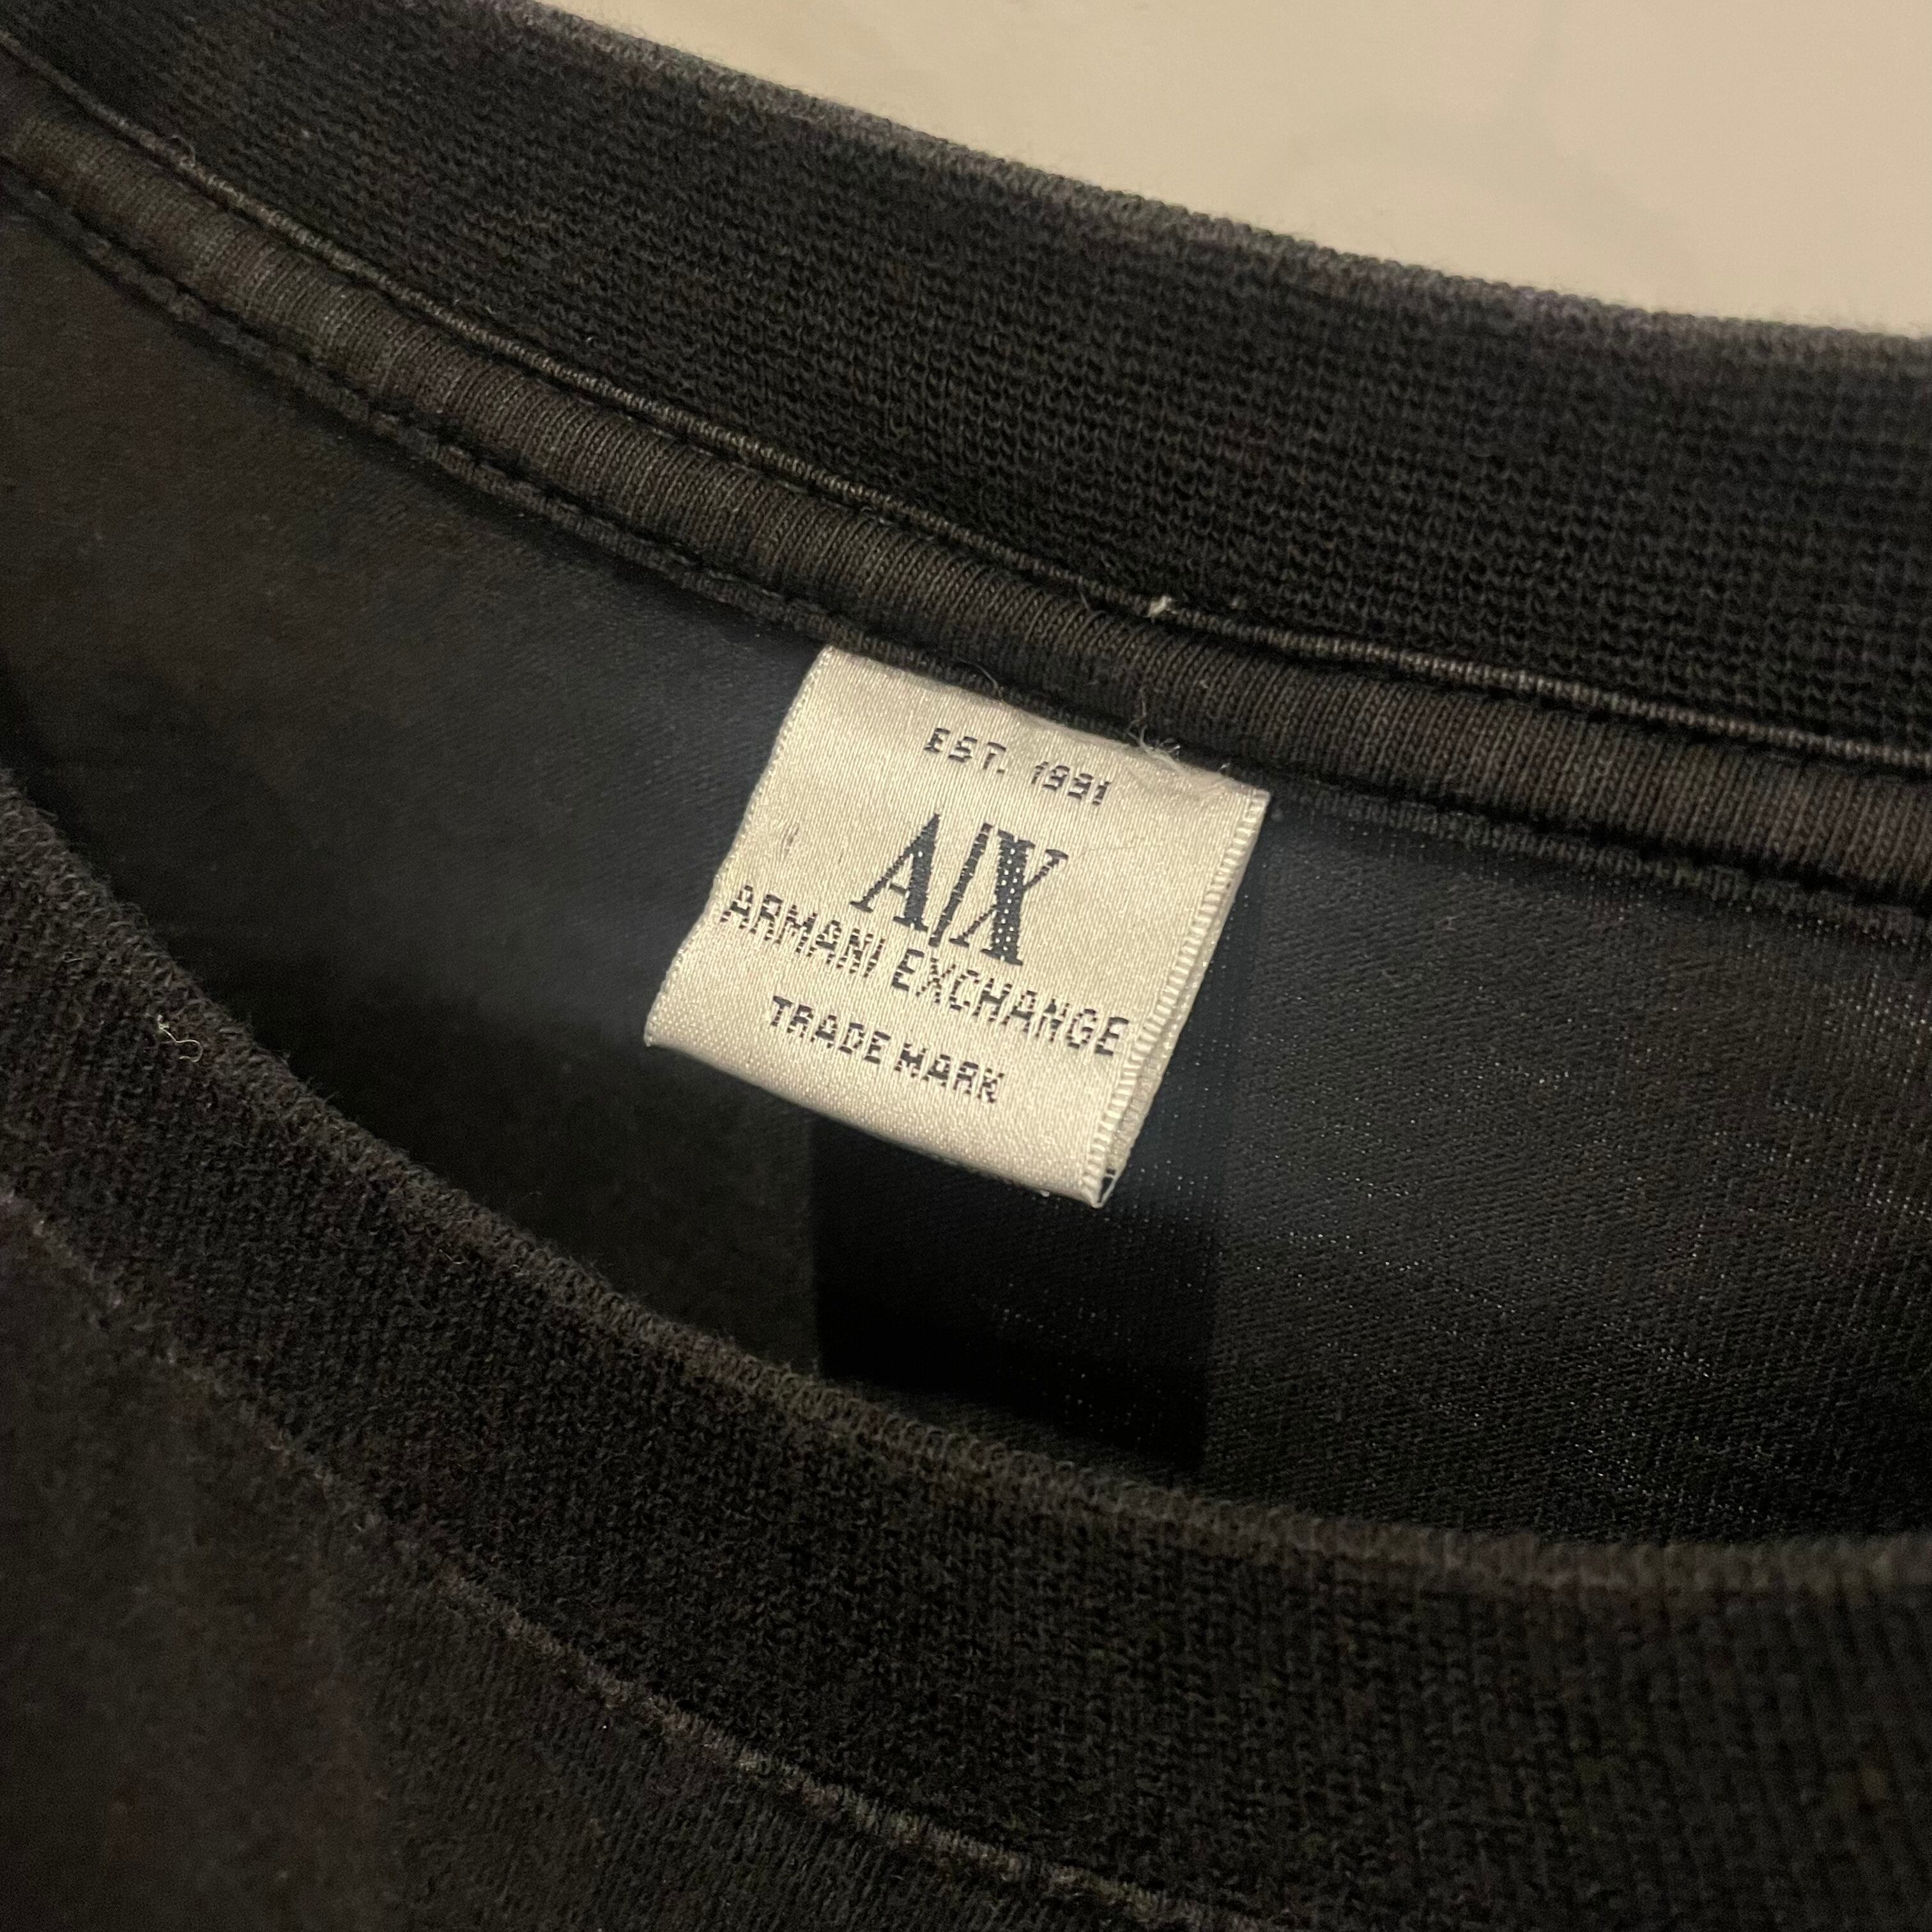 EST. 1991
A/X
ARMANI EXCHANGE
TRADE MARK